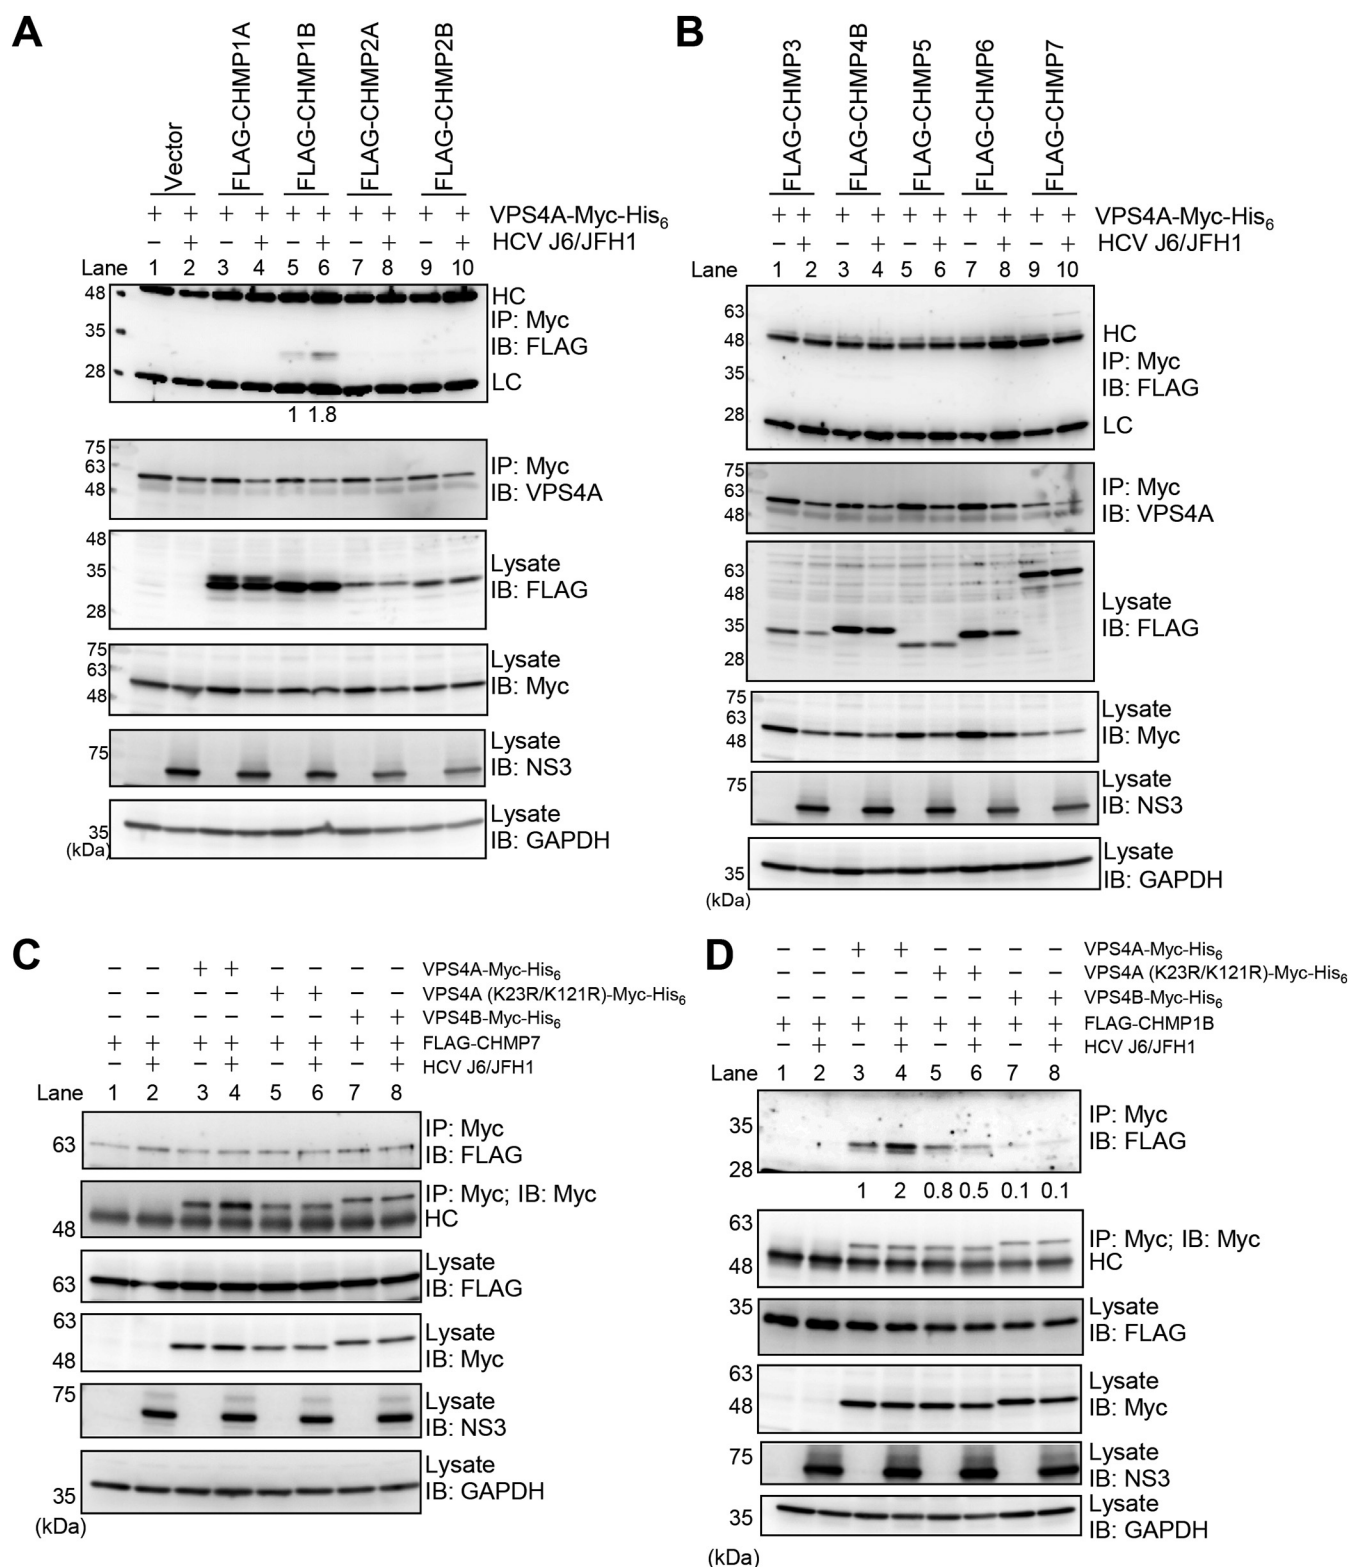 A
Vector
FLAG-CHMP1A
FLAG-CHMP1B
FLAG-CHMP2A
FLAG-CHMP2B
+ + + + + + + + + + VPS4A-Myc-His6
− + − + − + − + − + HCV J6/JFH1
Lane 1 2 3 4 5 6 7 8 9 10
48 HC
IP: Myc
35
IB: FLAG
28 LC
1 1.8
75
63 IP: Myc
48 IB: VPS4A
48
35 Lysate
IB: FLAG
28
75 Lysate
63
48 IB: Myc
75 Lysate
IB: NS3
35 Lysate
(kDa) IB: GAPDH
B
FLAG-CHMP3
FLAG-CHMP4B
FLAG-CHMP5
FLAG-CHMP6
FLAG-CHMP7
+ + + + + + + + + + VPS4A-Myc-His6
− + − + − + − + − + HCV J6/JFH1
Lane 1 2 3 4 5 6 7 8 9 10
63
48 HC
IP: Myc
35
IB: FLAG
28 LC
75
63 IP: Myc
48 IB: VPS4A
63
48 Lysate
35 IB: FLAG
28
75 Lysate
63
48 IB: Myc
75 Lysate
IB: NS3
Lysate
35 IB: GAPDH
(kDa)
C
− − + + − − − − VPS4A-Myc-His6
− − − − + + − − VPS4A (K23R/K121R)-Myc-His6
− − − − − − + + VPS4B-Myc-His6
+ + + + + + + + FLAG-CHMP7
− + − + − + − + HCV J6/JFH1
Lane 1 2 3 4 5 6 7 8
IP: Myc
63 IB: FLAG
IP: Myc; IB: Myc
48 HC
Lysate
63 IB: FLAG
63 Lysate
48 IB: Myc
75 Lysate
IB: NS3
Lysate
35 IB: GAPDH
(kDa)
D
− − + + − − − − VPS4A-Myc-His6
− − − − + + − − VPS4A (K23R/K121R)-Myc-His6
− − − − − − + + VPS4B-Myc-His6
+ + + + + + + + FLAG-CHMP1B
− + − + − + − + HCV J6/JFH1
Lane 1 2 3 4 5 6 7 8
35 IP: Myc
IB: FLAG
28
1 2 0.8 0.5 0.1 0.1
63
IP: Myc; IB: Myc
48 HC
35 Lysate
IB: FLAG
63 Lysate
48 IB: Myc
75 Lysate
IB: NS3
35 Lysate
IB: GAPDH
(kDa)